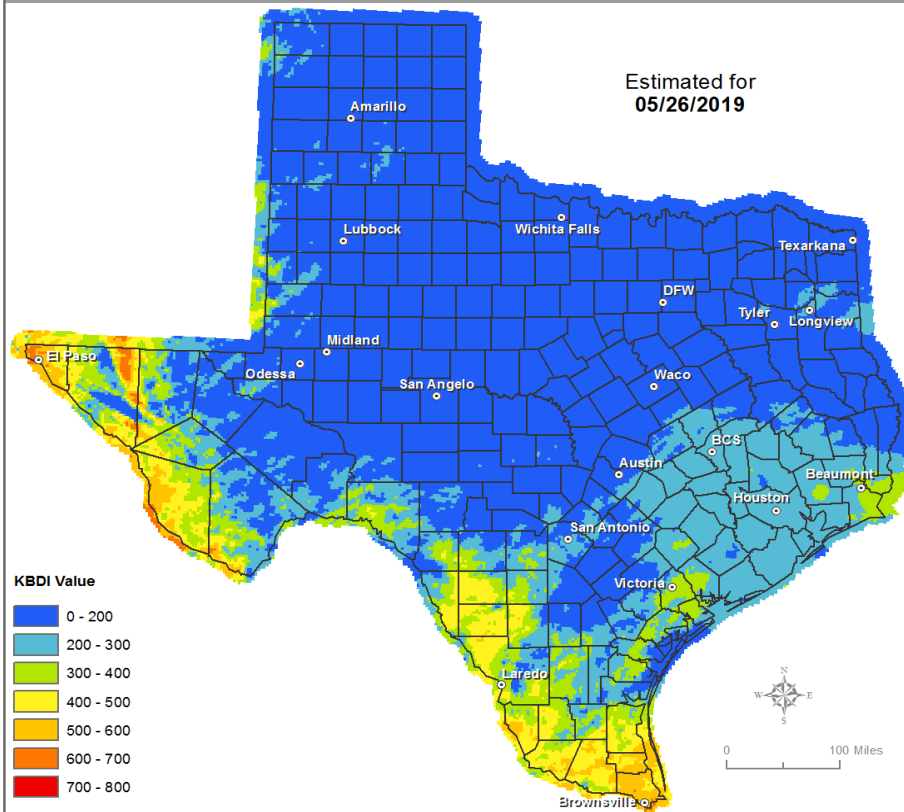 Estimated for
05/26/2019
Amarillo
Lubbock
Wichita Falls
Texarkana
DFW
Tyler
Longview
El Paso
Midland
Odessa
San Angelo
Waco
BCS
Austin
Beaumont
Houston
San Antonio
Victoria
Laredo
Brownsville
KBDI Value
0 - 200
200 - 300
300 - 400
400 - 500
500 - 600
600 - 700
700 - 800
N
W E
S
0 100 Miles